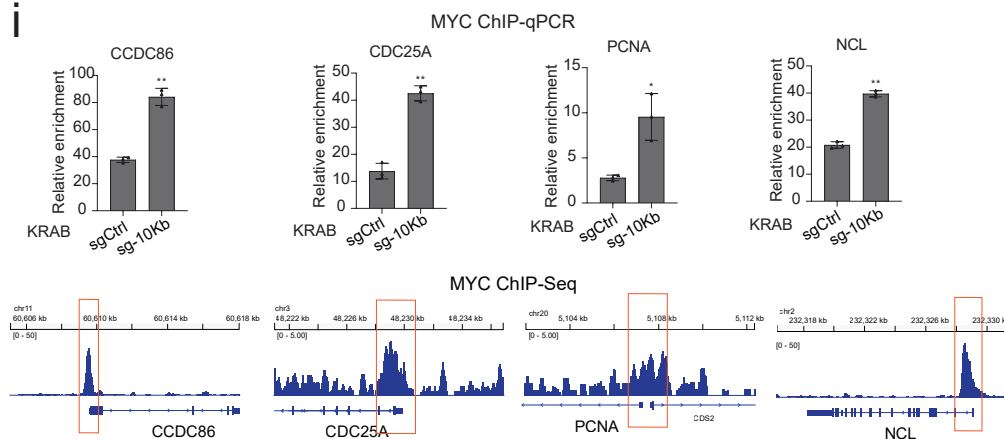 i
MYC ChIP-qPCR
CCDC86
Relative enrichment
100
80
60
40
20
0
**
KRAB
sgCtrl
sg-10Kb
CDC25A
Relative enrichment
50
40
30
20
10
0
**
sgCtrl
sg-10Kb
PCNA
Relative enrichment
15
10
5
0
*
KRAB
sgCtrl
sg-10Kb
NCL
Relative enrichment
50
40
30
20
10
0
**
KRAB
sgCtrl
sg-10Kb
MYC ChIP-Seq
chr11
60,606 kb 60,610 kb 60,614 kb 60,618 kb
[0 - 50]
CCDC86
chr3
48,222 kb 48,226 kb 48,230 kb 48,234 kb
[0 - 5.00]
CDC25A
chr20
5,104 kb 5,108 kb 5,112 kb
[0 - 5.00]
CDS2
PCNA
chr2
232,318 kb 232,322 kb 232,326 kb 232,330 kb
[0 - 50]
NCL